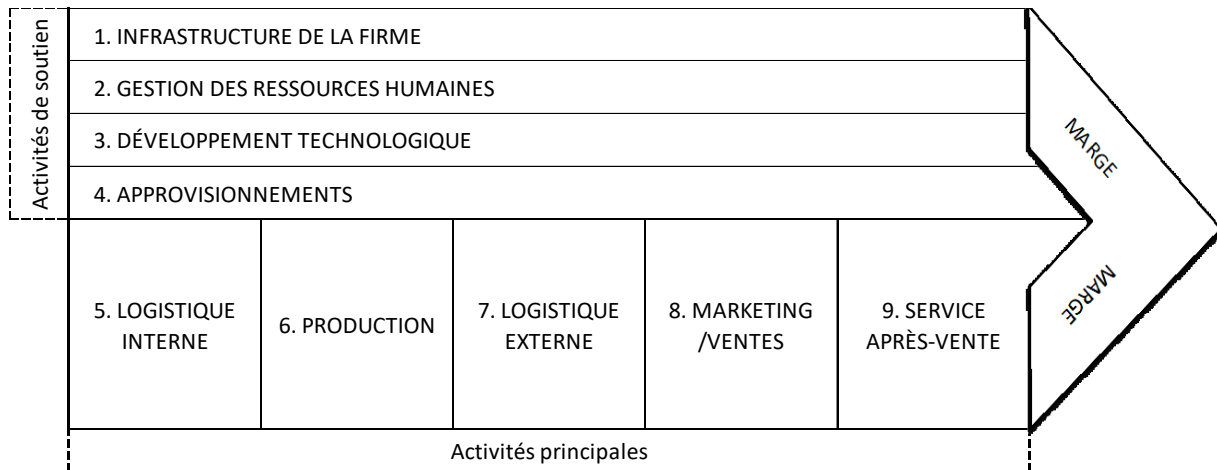 Activités de soutien
1. INFRASTRUCTURE DE LA FIRME
2. GESTION DES RESSOURCES HUMAINES
3. DÉVELOPPEMENT TECHNOLOGIQUE
4. APPROVISIONNEMENTS
MARGE
5. LOGISTIQUE
INTERNE
6. PRODUCTION
7. LOGISTIQUE
EXTERNE
8. MARKETING
/VENTES
9. SERVICE
APRÈS-VENTE
MARGE
Activités principales